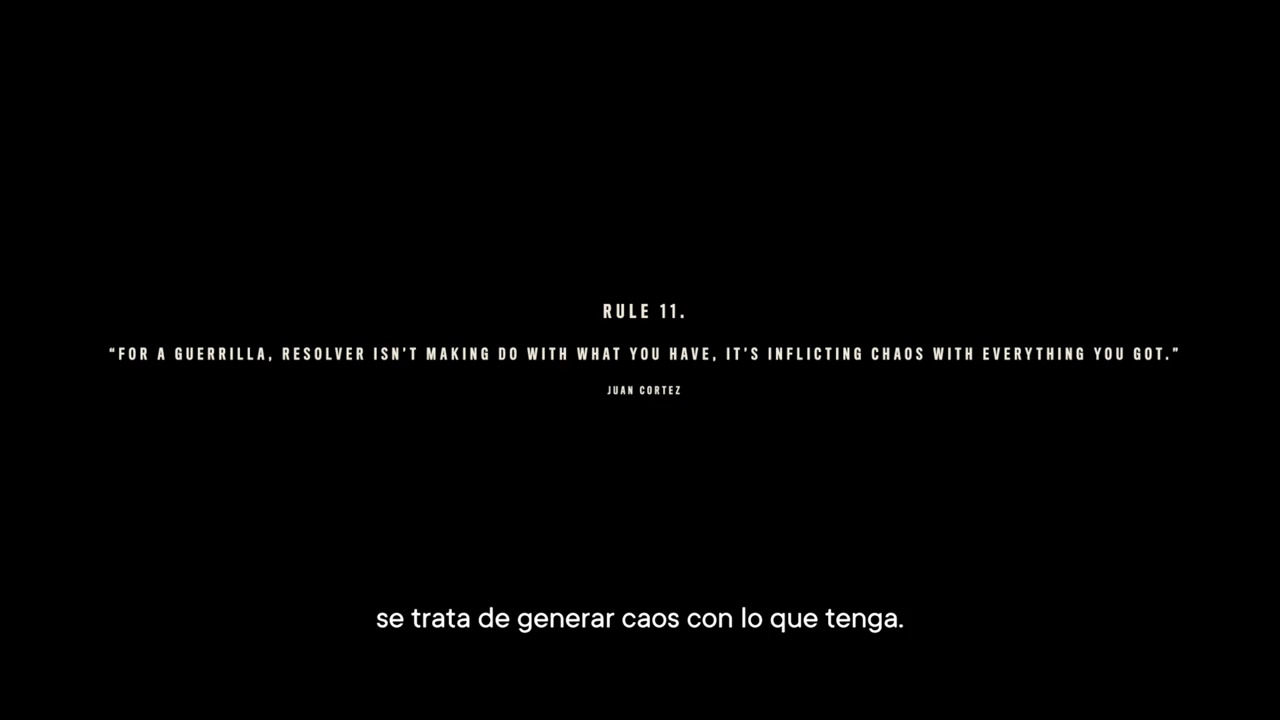 RULE 11.
“FOR A GUERRILLA, RESOLVER ISN’T MAKING DO WITH WHAT YOU HAVE, IT’S INFLICTING CHAOS WITH EVERYTHING YOU GOT.”
JUAN CORTEZ
se trata de generar caos con lo que tenga.